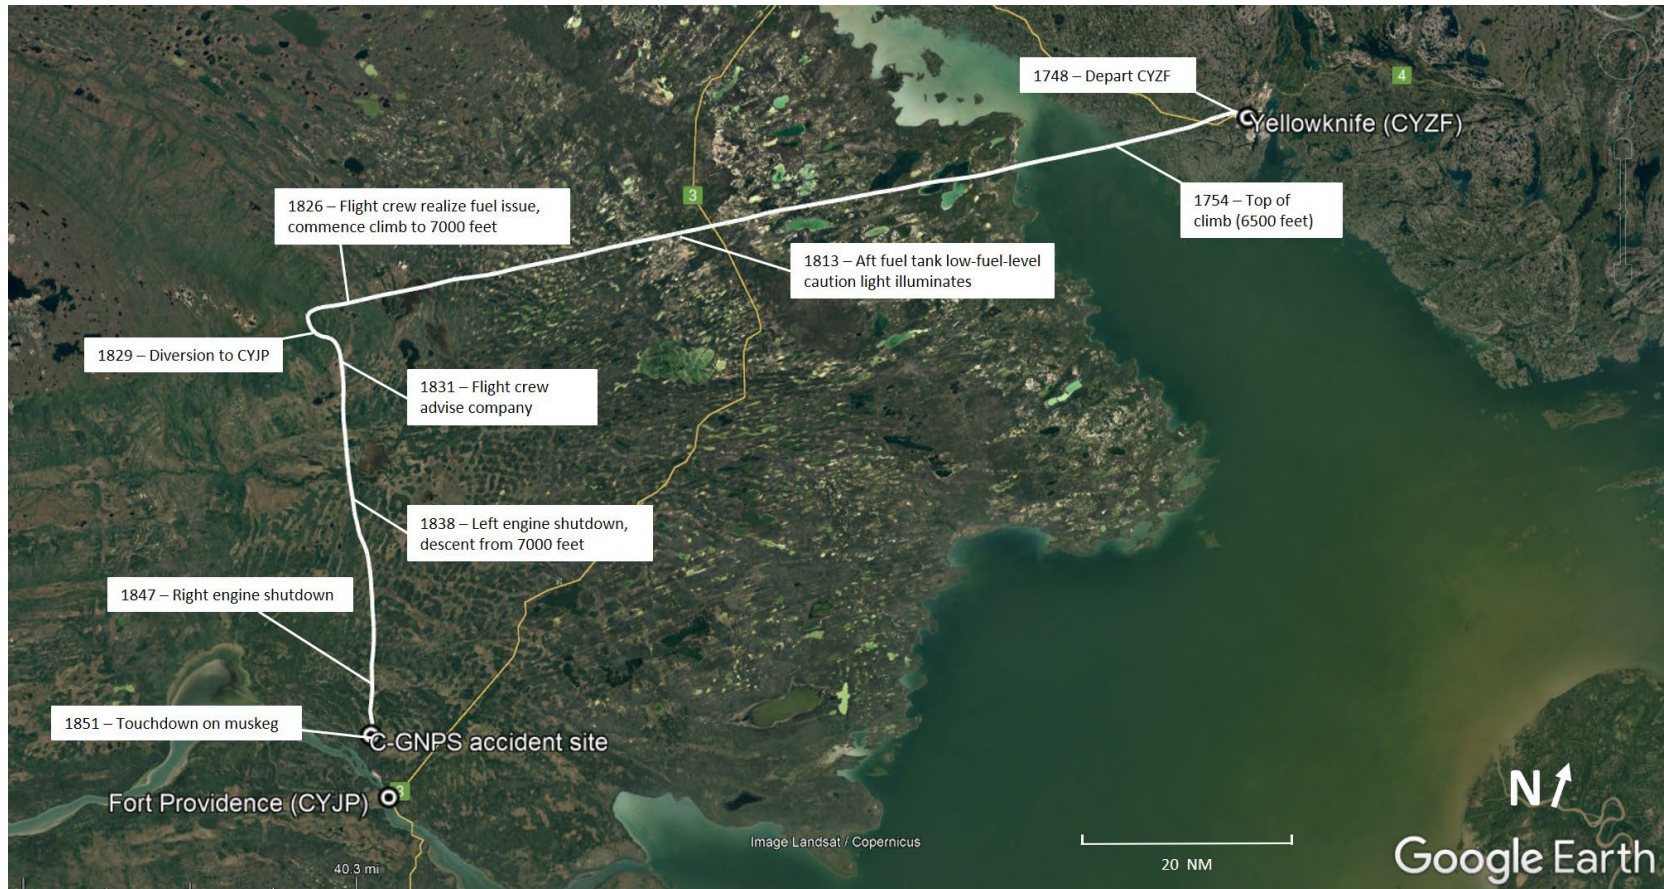 1748 – Depart CYZF
4
Yellowknife (CYZF)
1826 – Flight crew realize fuel issue,
commence climb to 7000 feet
3
1754 – Top of
climb (6500 feet)
1813 – Aft fuel tank low-fuel-level
caution light illuminates
1829 – Diversion to CYJP
1831 – Flight crew
advise company
1838 – Left engine shutdown,
descent from 7000 feet
1847 – Right engine shutdown
1851 – Touchdown on muskeg
C-GNPS accident site
Fort Providence (CYJP)
3
N
Image Landsat / Copernicus
20 NM
Google Earth
40.3 mi